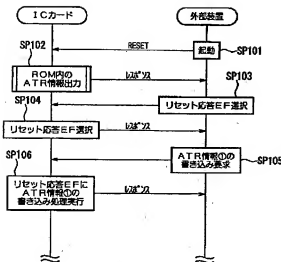 ICカード
外部装置
SP102
RESET
起動
SP101
ROM内の
ATR情報出力
レスポンス
SP103
SP104
リセット応答EF選択
リセット応答EF選択
レスポンス
SP106
ATR情報①の
書き込み要求
SP105
リセット応答EFに
ATR情報①の
書き込み処理実行
レスポンス